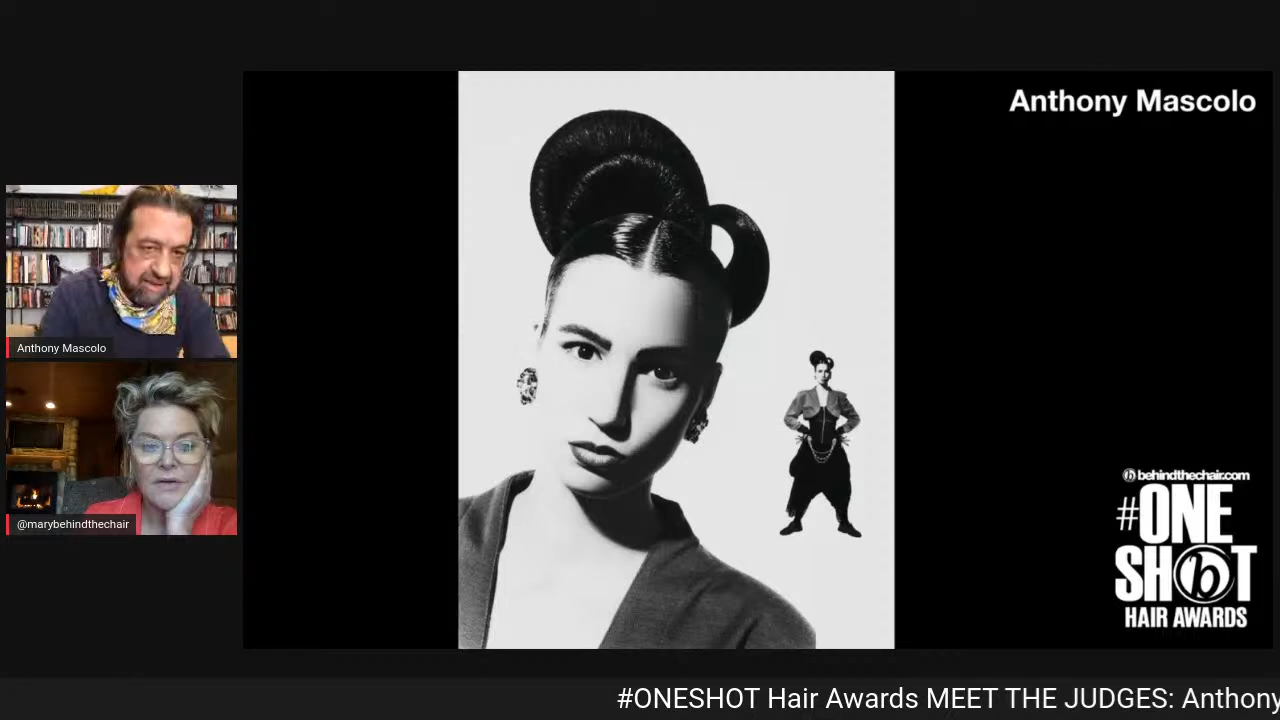 Anthony Mascolo
Anthony Mascolo
@marybehindthechair
behindthechair.com
#ONE
SHOT
HAIR AWARDS
#ONESHOT Hair Awards MEET THE JUDGES: Anthony